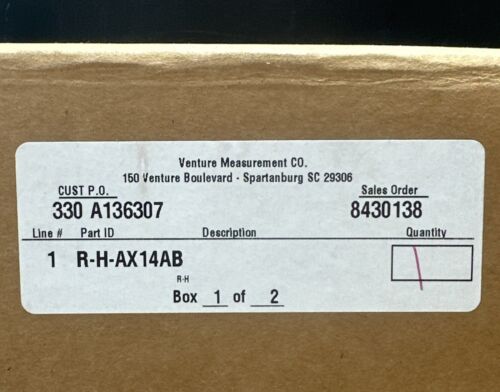 Venture Measurement CO.
150 Venture Boulevard - Spartanburg SC 29306
CUST P.O. Sales Order
330 A136307 8430138
Line # Part ID Description Quantity
1 R-H-AX14AB 1
R-H
Box 1 of 2